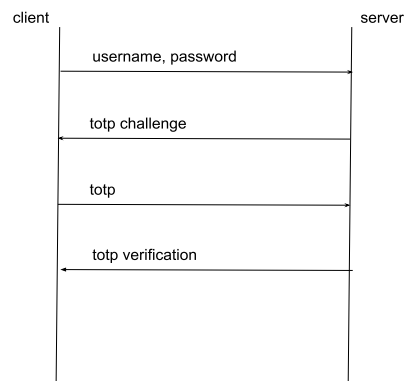 client
server
username, password
totp challenge
totp
totp verification